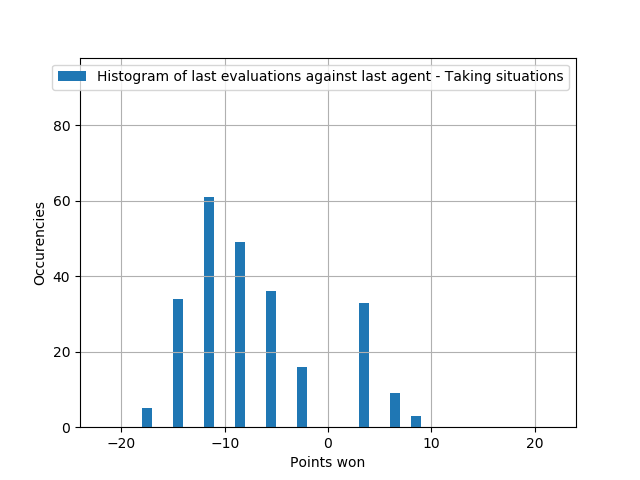 Histogram of last evaluations against last agent - Taking situations
80
60
40
20
0
Occurencies
−20 −10 0 10 20
Points won